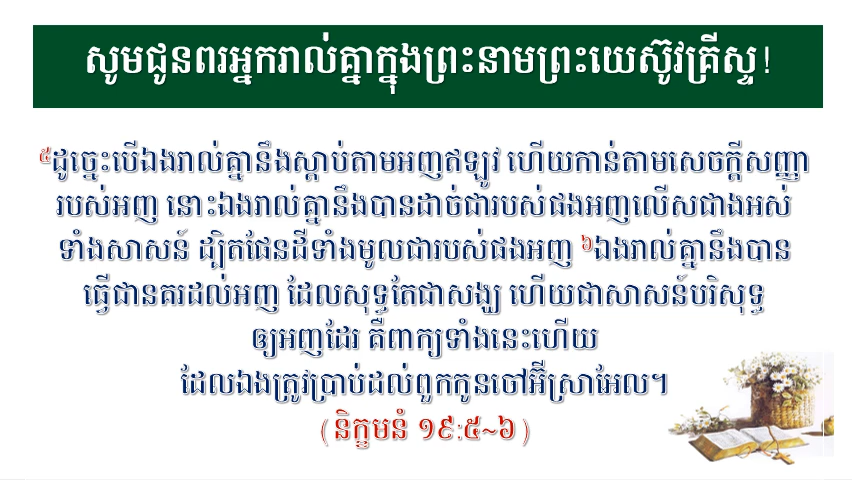 សូមជូនពរអ្នករាល់គ្នាក្នុងព្រះនាមព្រះយេស៊ូវគ្រីស្ទ!
៥ដូច្នេះបើឯងរាល់គ្នានឹងស្តាប់តាមអញឥឡូវ ហើយកាន់តាមសេចក្តីសញ្ញា
របស់អញ នោះឯងរាល់គ្នានឹងបានដាច់ជារបស់ផងអញលើសជាងអស់
ទាំងសាសន៍ ដ្បិតផែនដីទាំងមូលជារបស់ផងអញ ៦ឯងរាល់គ្នានឹងបាន
ធ្វើជានគរដល់អញ ដែលសុទ្ធតែជាសង្ឃ ហើយជាសាសន៍បរិសុទ្ធ
ឲ្យអញដែរ គឺពាក្យទាំងនេះហើយ
ដែលឯងត្រូវប្រាប់ដល់ពួកកូនចៅអ៊ីស្រាអែល។
(និក្ខមនំ ១៩:៥~៦)